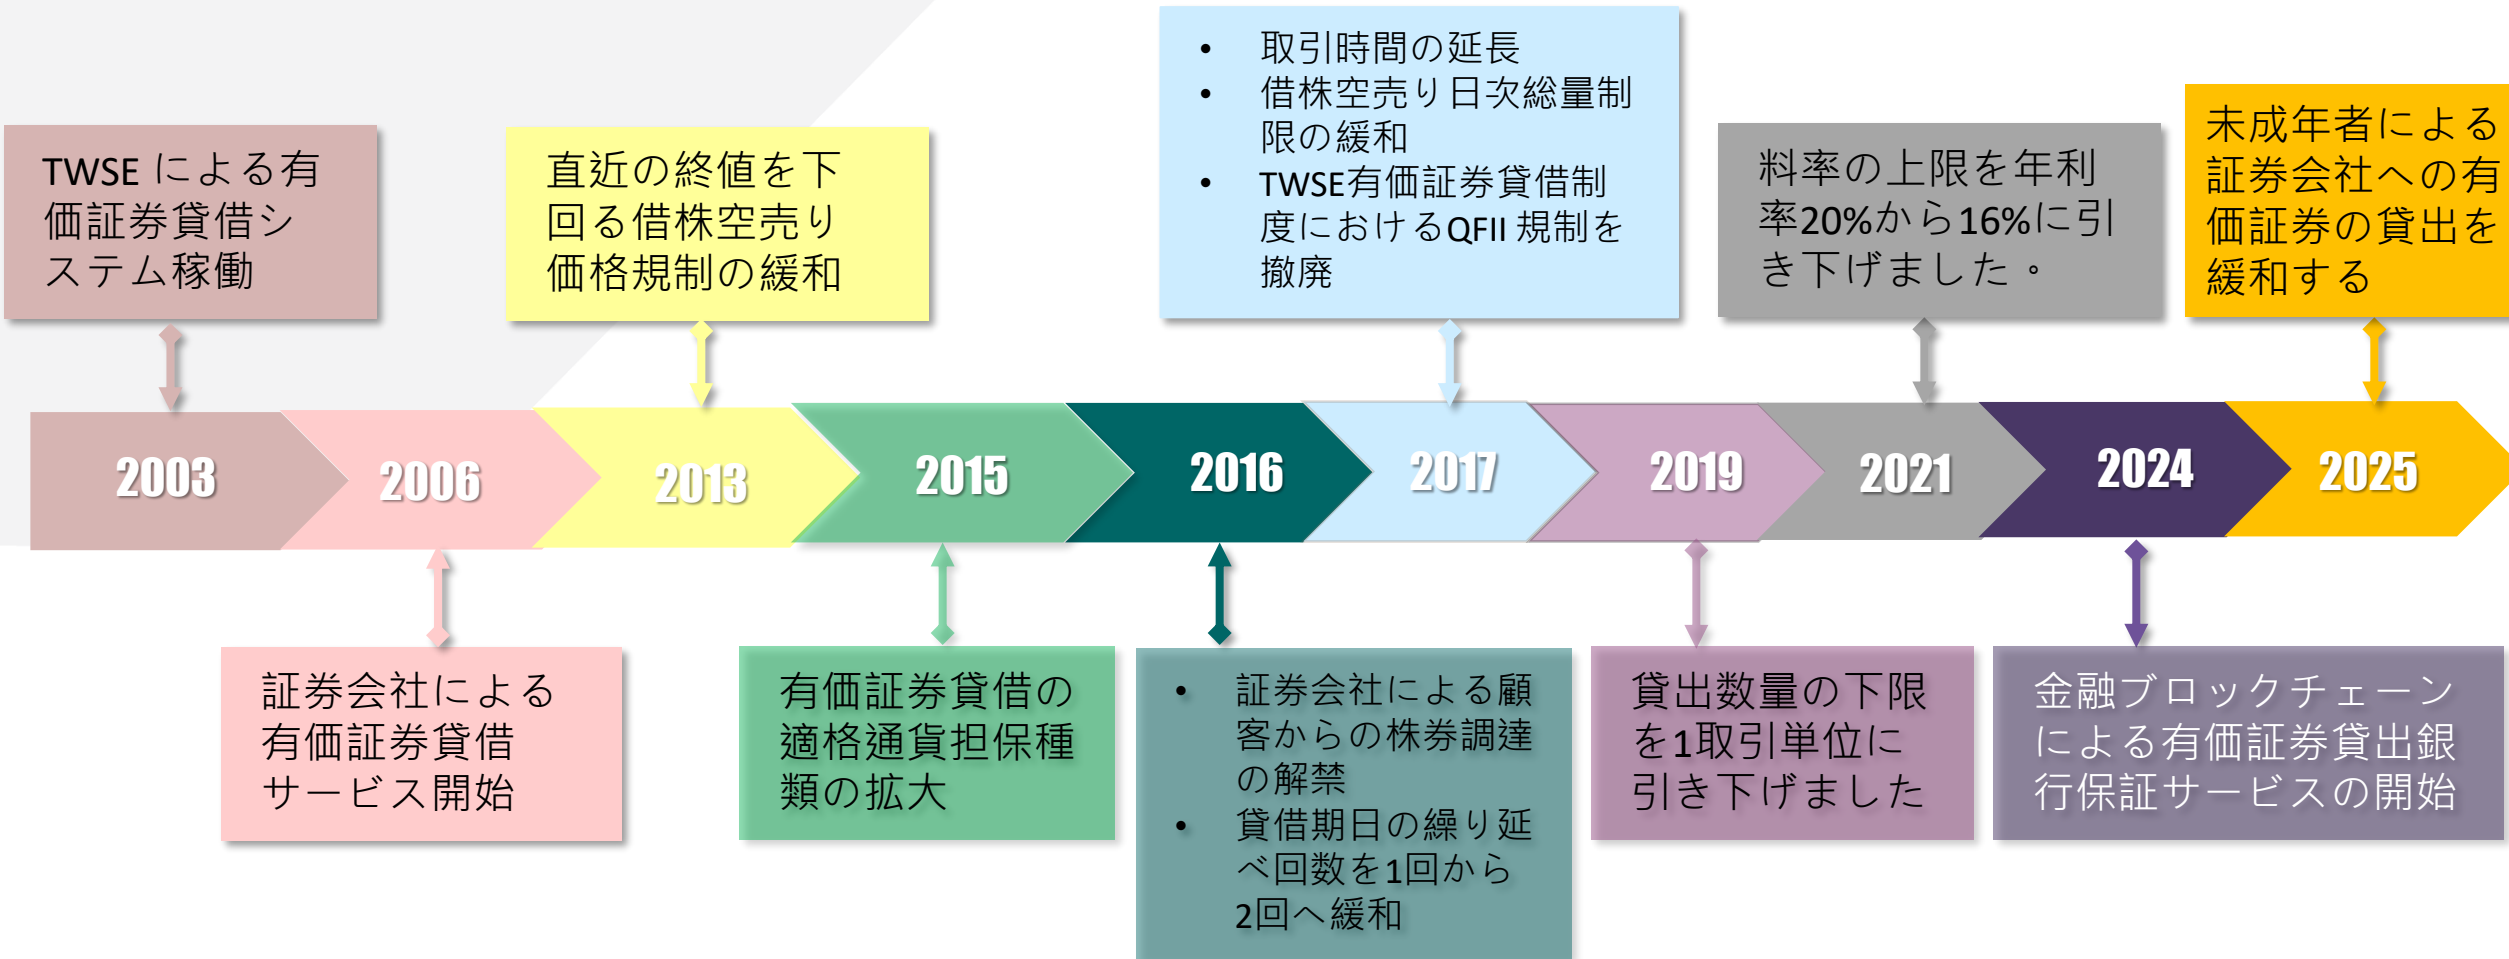 TWSE による有
価証券貸借シ
ステム稼働
直近の終値を下
回る借株空売り
価格規制の緩和
• 取引時間の延長
• 借株空売り日次総量制
限の緩和
• TWSE有価証券貸借制
度におけるQFII 規制を
撤廃
料率の上限を年利
率20%から16%に引
き下げました。
未成年者による
証券会社への有
価証券の貸出を
緩和する
2003
2006
2013
2015
2016
2017
2019
2021
2024
2025
証券会社による
有価証券貸借
サービス開始
有価証券貸借の
適格通貨担保種
類の拡大
• 証券会社による顧
客からの株券調達
の解禁
• 貸借期日の繰り延
べ回数を1回から
2回へ緩和
貸出数量の下限
を1取引単位に
引き下げました
金融ブロックチェーン
による有価証券貸出銀
行保証サービスの開始